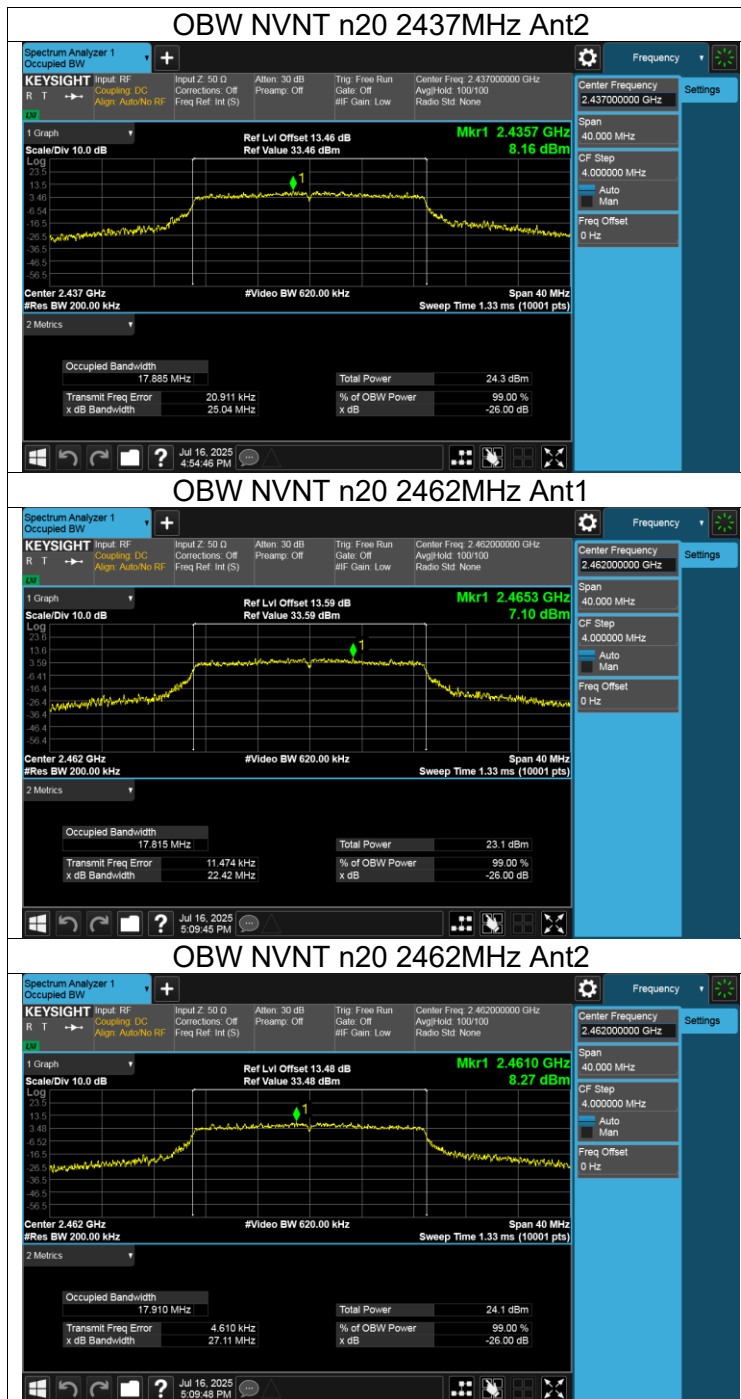 OBW NVNT n20 2437MHz Ant2
Spectrum Analyzer 1
Occupied BW
+
Frequency
KEYSIGHT
R T
LXI
Input: RF
Coupling: DC
Align: Auto/No RF
Input Z: 50 Ω
Corrections: Off
Freq Ref: Int (S)
Atten: 30 dB
Preamp: Off
Trig: Free Run
Gate: Off
#IF Gain: Low
Center Freq: 2.437000000 GHz
Avg|Hold: 100/100
Radio Std: None
Center Frequency
2.437000000 GHz
Settings
Span
40.000 MHz
CF Step
4.000000 MHz
Auto
Man
Freq Offset
0 Hz
1 Graph
Scale/Div 10.0 dB
Ref Lvl Offset 13.46 dB
Ref Value 33.46 dBm
Mkr1 2.4357 GHz
8.16 dBm
Log
23.5
13.5
3.46
-6.54
-16.5
-26.5
-36.5
-46.5
-56.5
1
Center 2.437 GHz
#Res BW 200.00 kHz
#Video BW 620.00 kHz
Span 40 MHz
Sweep Time 1.33 ms (1001 pts)
2 Metrics
Occupied Bandwidth
17.885 MHz
Total Power 24.3 dBm
Transmit Freq Error 20.911 kHz
% of OBW Power 99.00 %
x dB Bandwidth 25.04 MHz
x dB -26.00 dB
?
Jul 16, 2025
4:54:46 PM
OBW NVNT n20 2462MHz Ant1
Spectrum Analyzer 1
Occupied BW
+
Frequency
KEYSIGHT
R T
LXI
Input: RF
Coupling: DC
Align: Auto/No RF
Input Z: 50 Ω
Corrections: Off
Freq Ref: Int (S)
Atten: 30 dB
Preamp: Off
Trig: Free Run
Gate: Off
#IF Gain: Low
Center Freq: 2.462000000 GHz
Avg|Hold: 100/100
Radio Std: None
Center Frequency
2.462000000 GHz
Settings
Span
40.000 MHz
CF Step
4.000000 MHz
Auto
Man
Freq Offset
0 Hz
1 Graph
Scale/Div 10.0 dB
Ref Lvl Offset 13.59 dB
Ref Value 33.59 dBm
Mkr1 2.4653 GHz
7.10 dBm
Log
23.6
13.6
3.59
-6.41
-16.4
-26.4
-36.4
-46.4
-56.4
1
Center 2.462 GHz
#Res BW 200.00 kHz
#Video BW 620.00 kHz
Span 40 MHz
Sweep Time 1.33 ms (10001 pts)
2 Metrics
Occupied Bandwidth
17.815 MHz
Total Power 23.1 dBm
Transmit Freq Error 11.474 kHz
% of OBW Power 99.00 %
x dB Bandwidth 22.42 MHz
x dB -26.00 dB
?
Jul 16, 2025
5:09:45 PM
OBW NVNT n20 2462MHz Ant2
Spectrum Analyzer 1
Occupied BW
+
Frequency
KEYSIGHT
R T
LXI
Input: RF
Coupling: DC
Align: Auto/No RF
Input Z: 50 Ω
Corrections: Off
Freq Ref: Int (S)
Atten: 30 dB
Preamp: Off
Trig: Free Run
Gate: Off
#IF Gain: Low
Center Freq: 2.462000000 GHz
Avg|Hold: 100/100
Radio Std: None
Center Frequency
2.462000000 GHz
Settings
Span
40.000 MHz
CF Step
4.000000 MHz
Auto
Man
Freq Offset
0 Hz
1 Graph
Scale/Div 10.0 dB
Ref Lvl Offset 13.48 dB
Ref Value 33.48 dBm
Mkr1 2.4610 GHz
8.27 dBm
Log
23.5
13.5
3.48
-6.52
-16.5
-26.5
-36.5
-46.5
-56.5
1
Center 2.462 GHz
#Res BW 200.00 kHz
#Video BW 620.00 kHz
Span 40 MHz
Sweep Time 1.33 ms (10001 pts)
2 Metrics
Occupied Bandwidth
17.910 MHz
Total Power 24.1 dBm
Transmit Freq Error 4.610 kHz
% of OBW Power 99.00 %
x dB Bandwidth 27.11 MHz
x dB -26.00 dB
?
Jul 16, 2025
5:09:48 PM